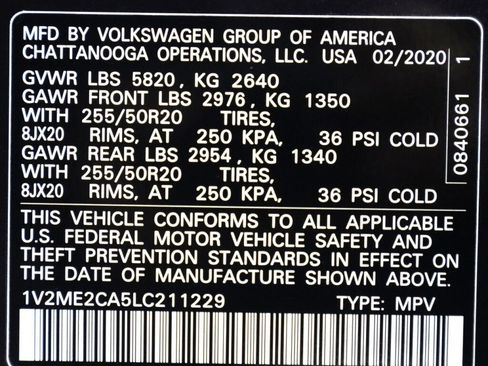 MFD BY VOLKSWAGEN GROUP OF AMERICA
CHATTANOOGA OPERATIONS, LLC. USA 02/2020
GVWR LBS 5820, KG 2640
GAWR FRONT LBS 2976, KG 1350
WITH 255/50R20 TIRES,
8JX20 RIMS, AT 250 KPA, 36 PSI COLD
GAWR REAR LBS 2954, KG 1340
WITH 255/50R20 TIRES,
8JX20 RIMS, AT 250 KPA, 36 PSI COLD
0840661 1
THIS VEHICLE CONFORMS TO ALL APPLICABLE
U.S. FEDERAL MOTOR VEHICLE SAFETY AND
THEFT PREVENTION STANDARDS IN EFFECT ON
THE DATE OF MANUFACTURE SHOWN ABOVE.
1V2ME2CA5LC211229 TYPE: MPV